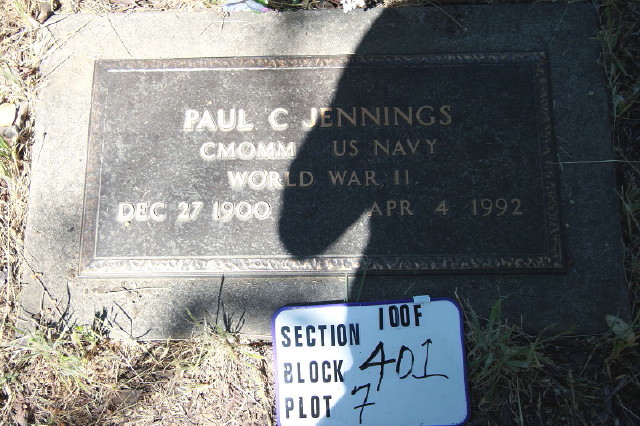 PAUL C JENNINGS
CMOMM US NAVY
WORLD WAR II
DEC 27 1900 APR 4 1992
SECTION 100F
BLOCK 401
PLOT 7